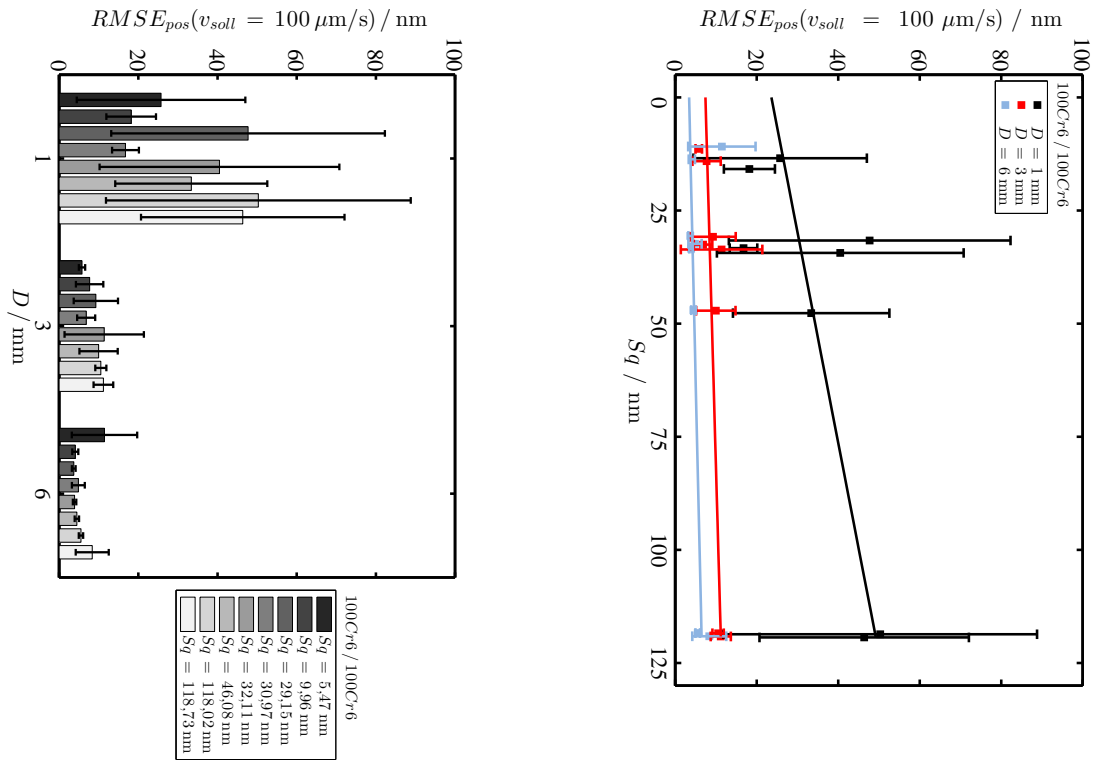 RMSE_pos(v_soll = 100 μm/s) / nm
0
20
40
60
80
100
1
3
6
D / mm
100Cr6 / 100Cr6
Sq = 5,47 nm
Sq = 9,96 nm
Sq = 29,15 nm
Sq = 30,97 nm
Sq = 32,11 nm
Sq = 46,08 nm
Sq = 118,02 nm
Sq = 118,73 nm
RMSE_pos(v_soll = 100 μm/s) / nm
0
20
40
60
80
100
0
25
50
75
100
125
Sq / nm
100Cr6 / 100Cr6
D = 1 mm
D = 3 mm
D = 6 mm